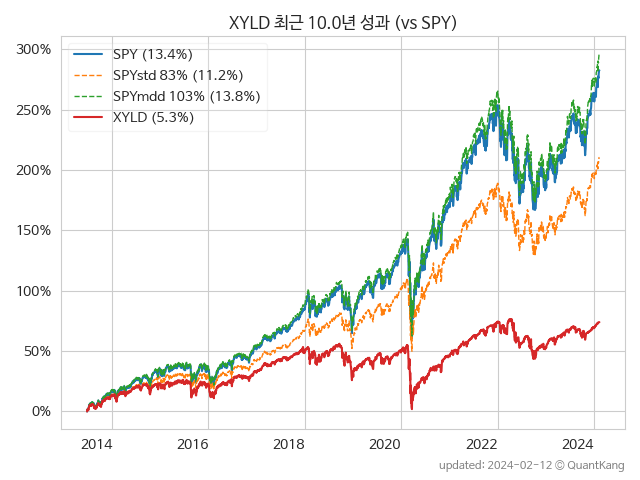 XYLD 최근 10.0년 성과 (vs SPY)
SPY (13.4%)
SPYstd 83% (11.2%)
SPYmdd 103% (13.8%)
XYLD (5.3%)
300%
250%
200%
150%
100%
50%
0%
2014 2016 2018 2020 2022 2024
updated: 2024-02-12 ⓒ QuantKang